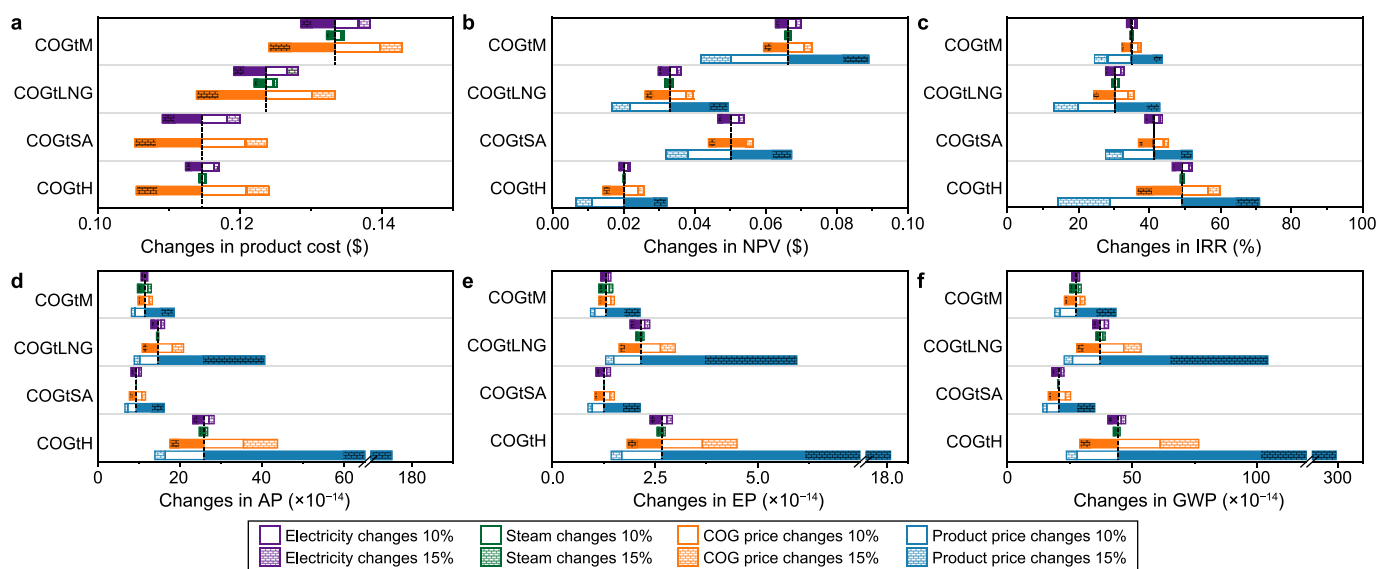 a
COGtM
COGtLNG
COGtSA
COGtH
0.10
0.12
0.14
Changes in product cost ($)
b
COGtM
COGtLNG
COGtSA
COGtH
0.00
0.02
0.04
0.06
0.08
0.10
Changes in NPV ($)
c
COGtM
COGtLNG
COGtSA
COGtH
0
20
40
60
80
100
Changes in IRR (%)
d
COGtM
COGtLNG
COGtSA
COGtH
0
20
40
60
180
Changes in AP (×10⁻¹⁴)
e
COGtM
COGtLNG
COGtSA
COGtH
0.0
2.5
5.0
18.0
Changes in EP (×10⁻¹⁴)
f
COGtM
COGtLNG
COGtSA
COGtH
0
50
100
300
Changes in GWP (×10⁻¹⁴)
Electricity changes 10%
Steam changes 10%
COG price changes 10%
Product price changes 10%
Electricity changes 15%
Steam changes 15%
COG price changes 15%
Product price changes 15%